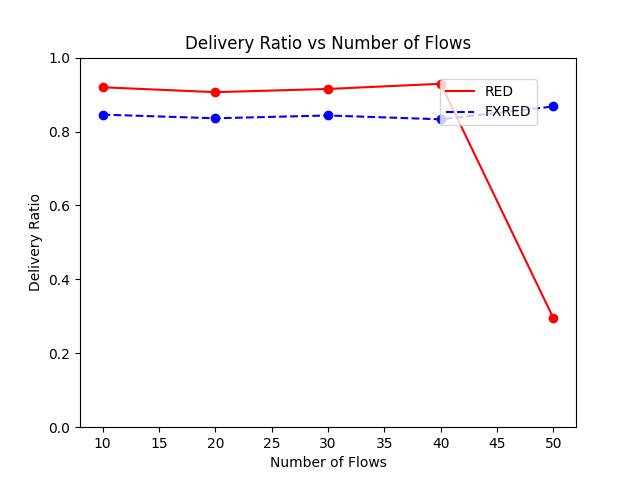 Delivery Ratio vs Number of Flows
Delivery Ratio
1.0
0.8
0.6
0.4
0.2
0.0
RED
FXRED
10 15 20 25 30 35 40 45 50
Number of Flows